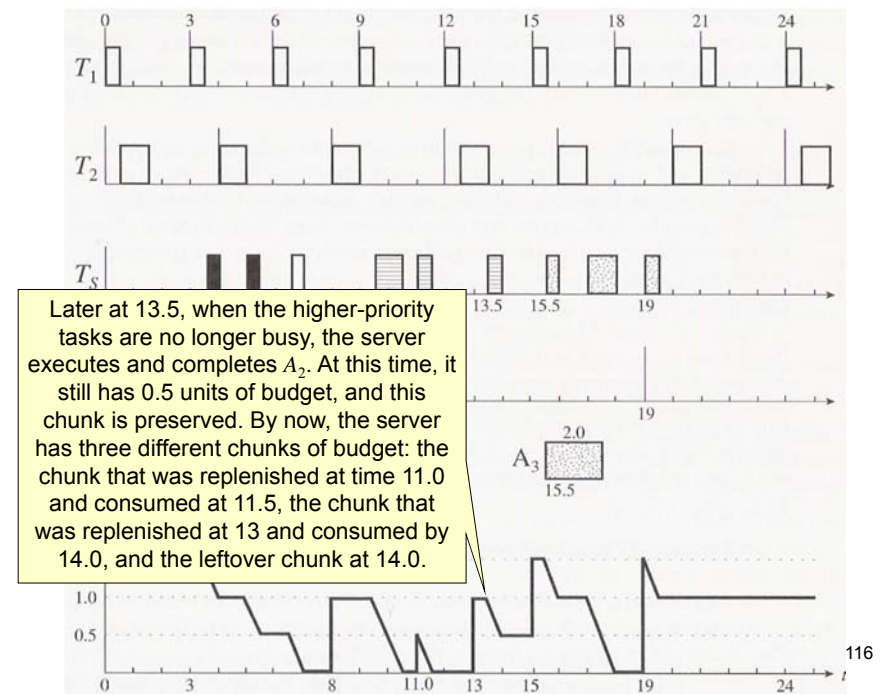 0 3 6 9 12 15 18 21 24
T1
T2
TS
13.5 15.5 19
Later at 13.5, when the higher-priority
tasks are no longer busy, the server
executes and completes A2. At this time, it
still has 0.5 units of budget, and this
chunk is preserved. By now, the server
has three different chunks of budget: the
chunk that was replenished at time 11.0
and consumed at 11.5, the chunk that
was replenished at 13 and consumed by
14.0, and the leftover chunk at 14.0.
19
2.0
A3
15.5
1.0
0.5
116
0 3 8 11.0 13 15 19 24 t